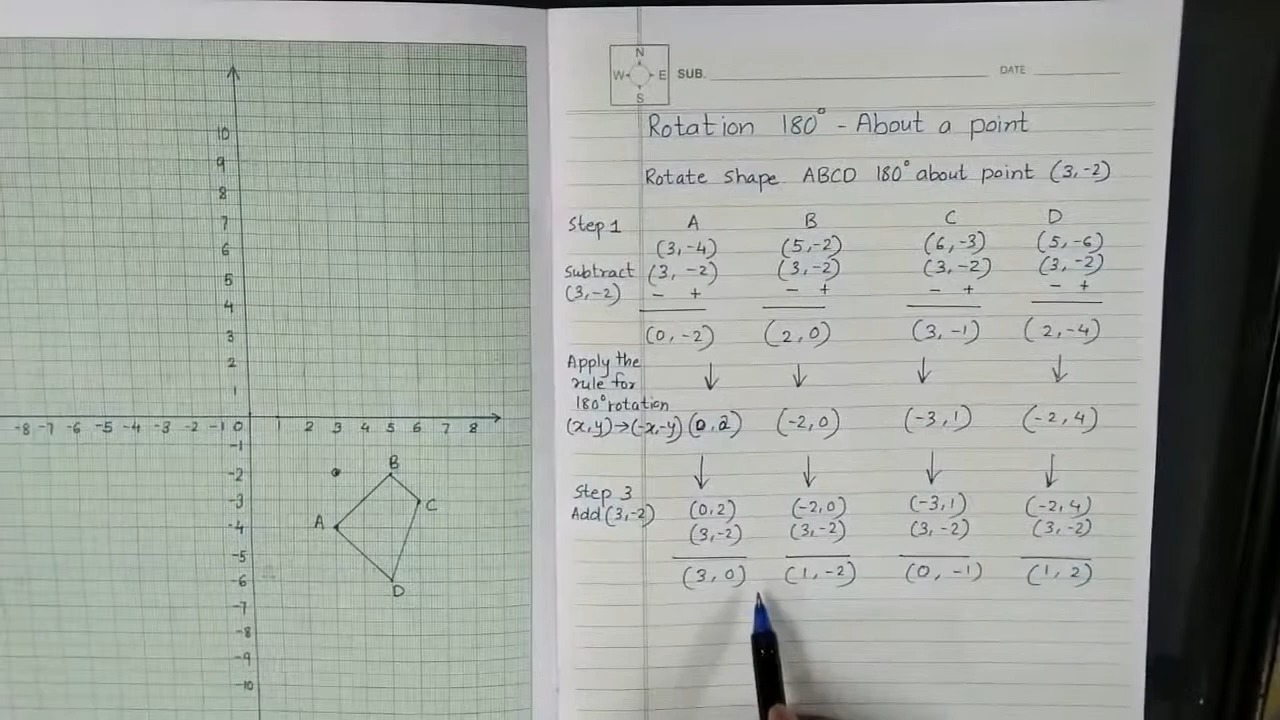 N
W E SUB. DATE
S
Rotation 180° - About a point
Rotate shape ABCD 180° about point (3,-2)
Step 1 A B C D
(3,-4) (5,-2) (6,-3) (5,-6)
Subtract (3,-2) (3,-2) (3,-2) (3,-2)
(3,-2) - + - + - + - +
(0,-2) (2,0) (3,-1) (2,-4)
Apply the
rule for ↓ ↓ ↓ ↓
180° rotation
(x,y)→(-x,-y) (0,2) (-2,0) (-3,1) (-2,4)
↓ ↓ ↓ ↓
Step 3 (0,2) (-2,0) (-3,1) (-2,4)
Add (3,-2) (3,-2) (3,-2) (3,-2) (3,-2)
(3,0) (1,-2) (0,-1) (1,2)
10
9
8
7
6
5
4
3
2
1
-8 -7 -6 -5 -4 -3 -2 -1 0 1 2 3 4 5 6 7 8
-1
-2 B
-3 C
-4 A
-5
-6 D
-7
-8
-9
-10